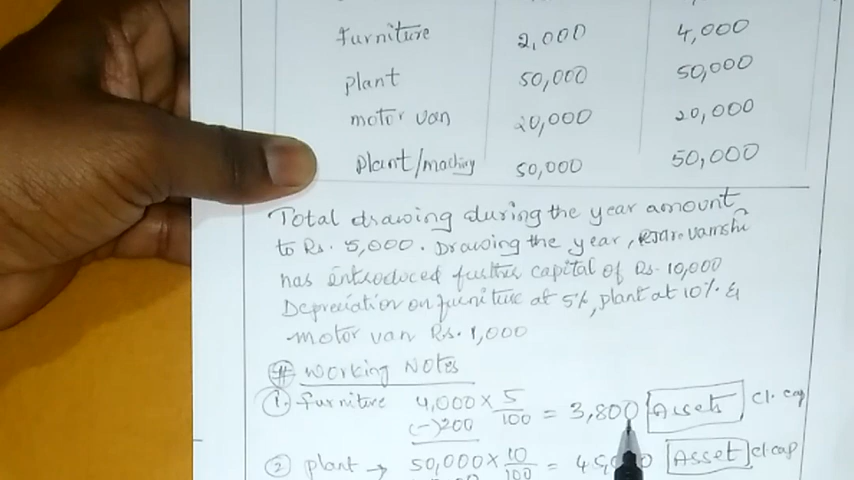 furniture 2,000 4,000
plant 50,000 50,000
motor van 20,000 20,000
plant/machiny 50,000 50,000
Total drawing during the year amount
to Rs. 5,000. Drawing the year, vamshi
has introduced further capital of Rs. 10,000
Depreciation on furniture at 5%, plant at 10% &
motor van Rs. 1,000
# Working Notes
1. furniture 4,000 × 5/100 = 3,800 Assets cl. cap
(-) 200
2 plant → 50,000 × 10/100 = Asset cl cap